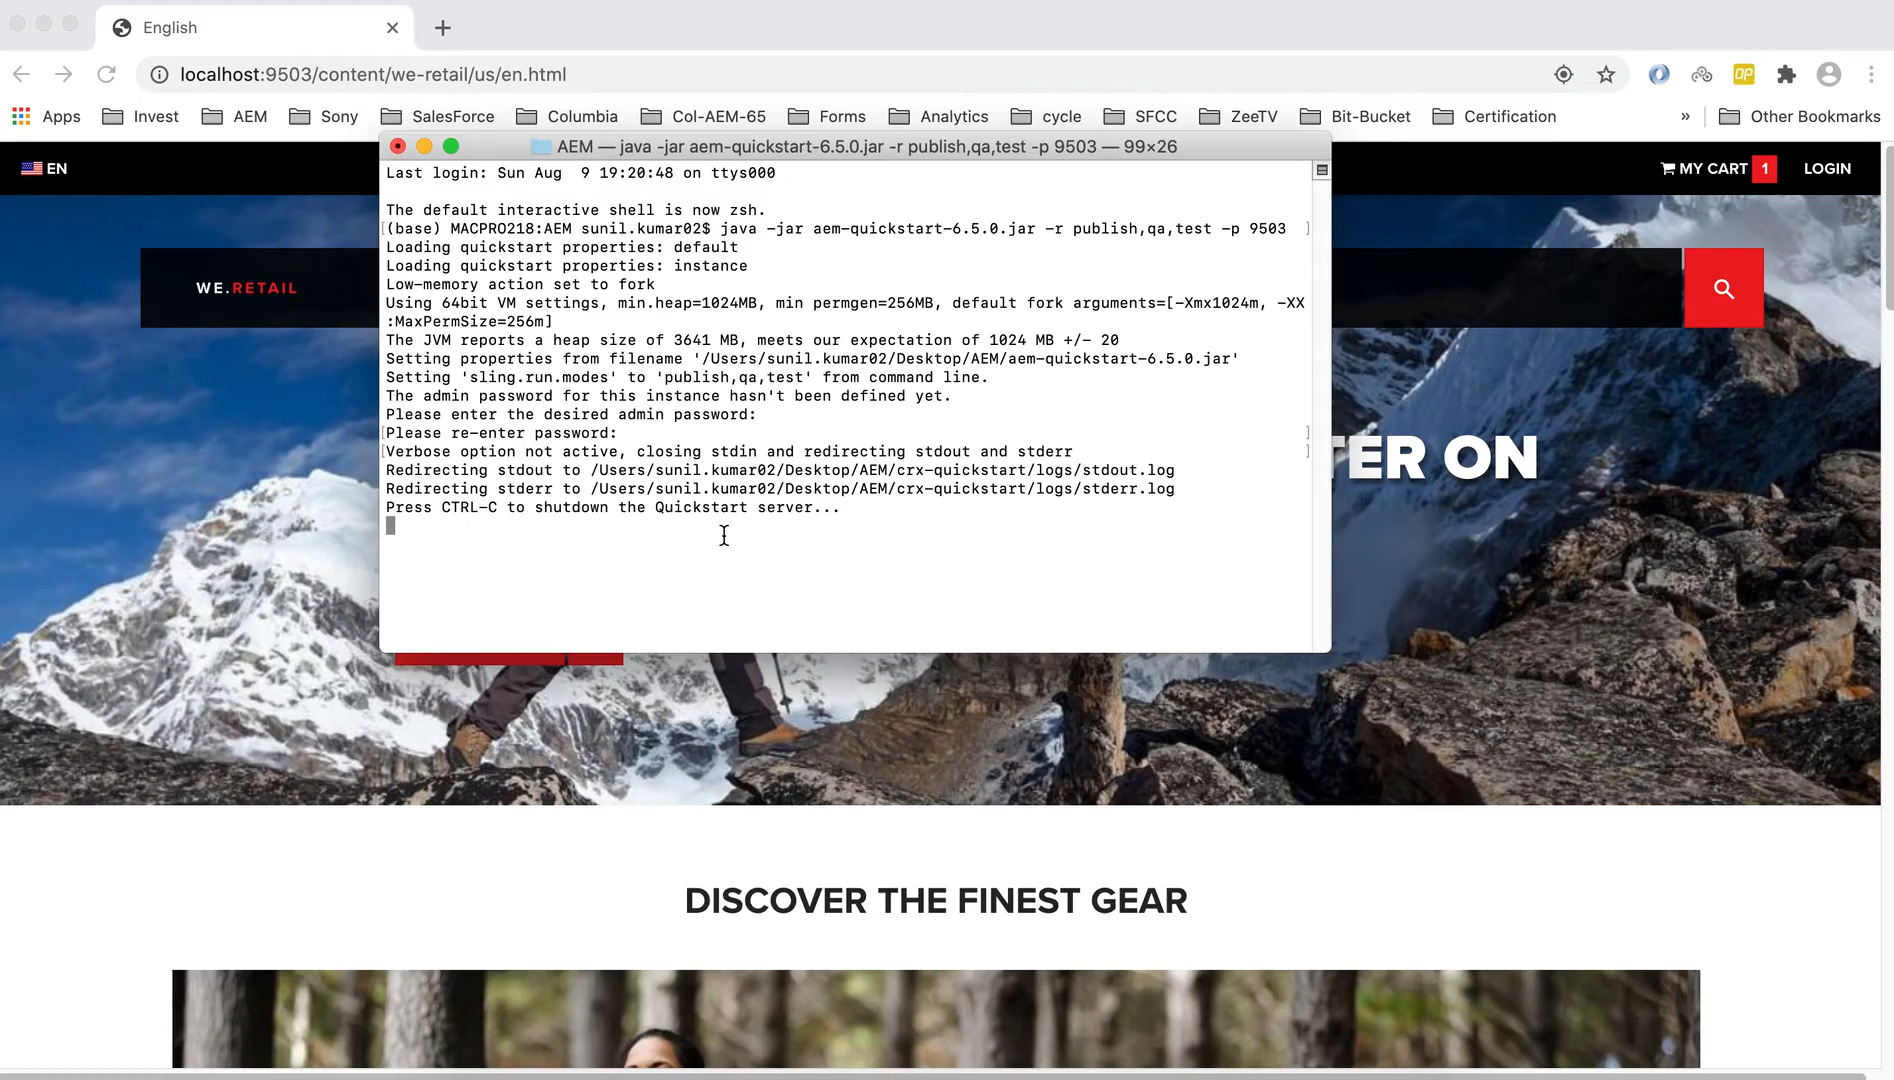 English
localhost:9503/content/we-retail/us/en.html
Apps Invest AEM Sony SalesForce Columbia Col-AEM-65 Forms Analytics cycle SFCC ZeeTV Bit-Bucket Certification » Other Bookmarks
AEM — java -jar aem-quickstart-6.5.0.jar -r publish,qa,test -p 9503 — 99×26
EN
MY CART 1 LOGIN
Last login: Sun Aug  9 19:20:48 on ttys000
The default interactive shell is now zsh.
(base) MACPRO218:AEM sunil.kumar02$ java -jar aem-quickstart-6.5.0.jar -r publish,qa,test -p 9503
Loading quickstart properties: default
Loading quickstart properties: instance
Low-memory action set to fork
Using 64bit VM settings, min.heap=1024MB, min permgen=256MB, default fork arguments=[-Xmx1024m, -XX
:MaxPermSize=256m]
The JVM reports a heap size of 3641 MB, meets our expectation of 1024 MB +/- 20
Setting properties from filename '/Users/sunil.kumar02/Desktop/AEM/aem-quickstart-6.5.0.jar'
Setting 'sling.run.modes' to 'publish,qa,test' from command line.
The admin password for this instance hasn't been defined yet.
Please enter the desired admin password:
Please re-enter password:
Verbose option not active, closing stdin and redirecting stdout and stderr
Redirecting stdout to /Users/sunil.kumar02/Desktop/AEM/crx-quickstart/logs/stdout.log
Redirecting stderr to /Users/sunil.kumar02/Desktop/AEM/crx-quickstart/logs/stderr.log
Press CTRL-C to shutdown the Quickstart server...
WE.RETAIL
TER ON
DISCOVER THE FINEST GEAR